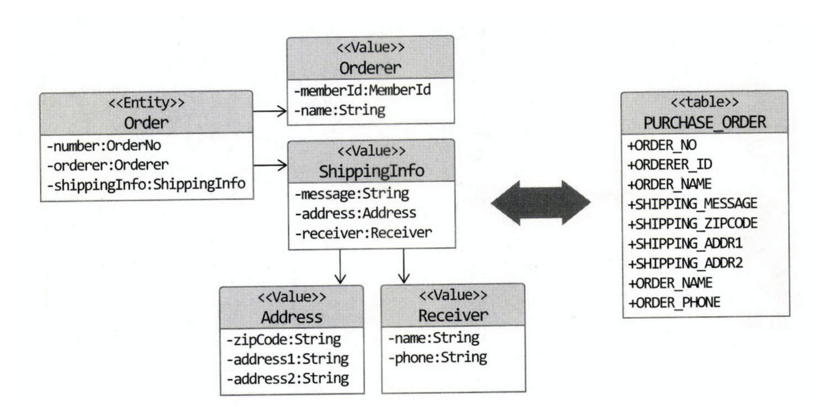 <<Entity>>
Order
-number:OrderNo
-orderer:Orderer
-shippingInfo:ShippingInfo
<<Value>>
Orderer
-memberId:MemberId
-name:String
<<Value>>
ShippingInfo
-message:String
-address:Address
-receiver:Receiver
<<Value>>
Address
-zipCode:String
-address1:String
-address2:String
<<Value>>
Receiver
-name:String
-phone:String
<<table>>
PURCHASE_ORDER
+ORDER_NO
+ORDERER_ID
+ORDER_NAME
+SHIPPING_MESSAGE
+SHIPPING_ZIPCODE
+SHIPPING_ADDR1
+SHIPPING_ADDR2
+ORDER_NAME
+ORDER_PHONE